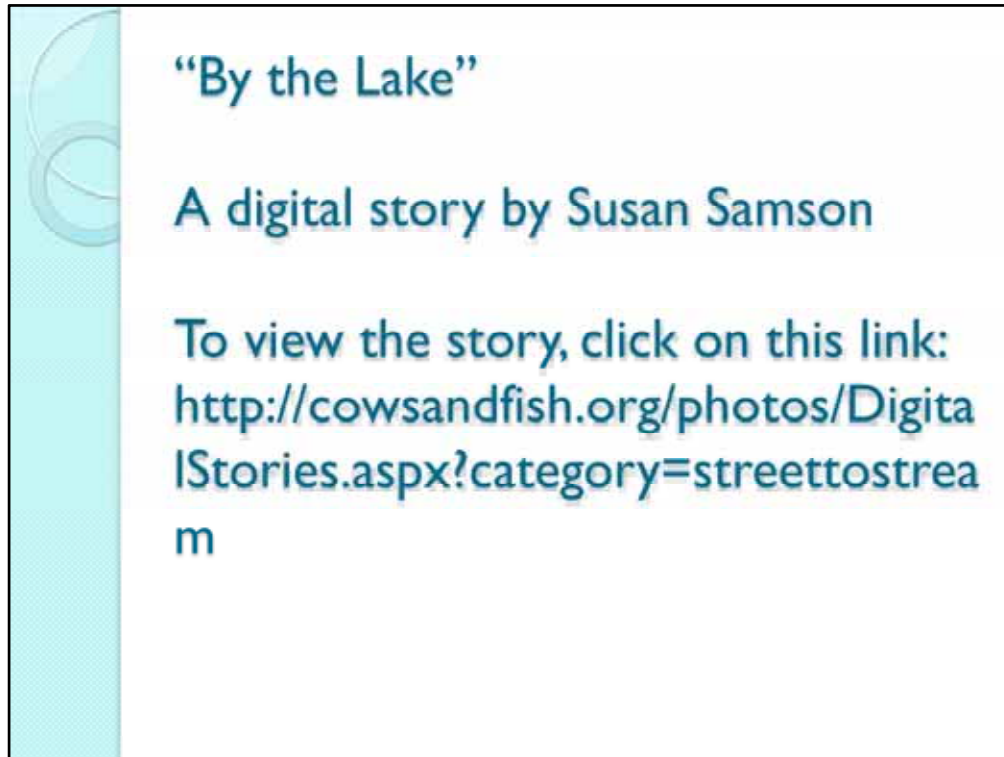 “By the Lake”
A digital story by Susan Samson
To view the story, click on this link:
http://cowsandfish.org/photos/Digita
lStories.aspx?category=streettostrea
m